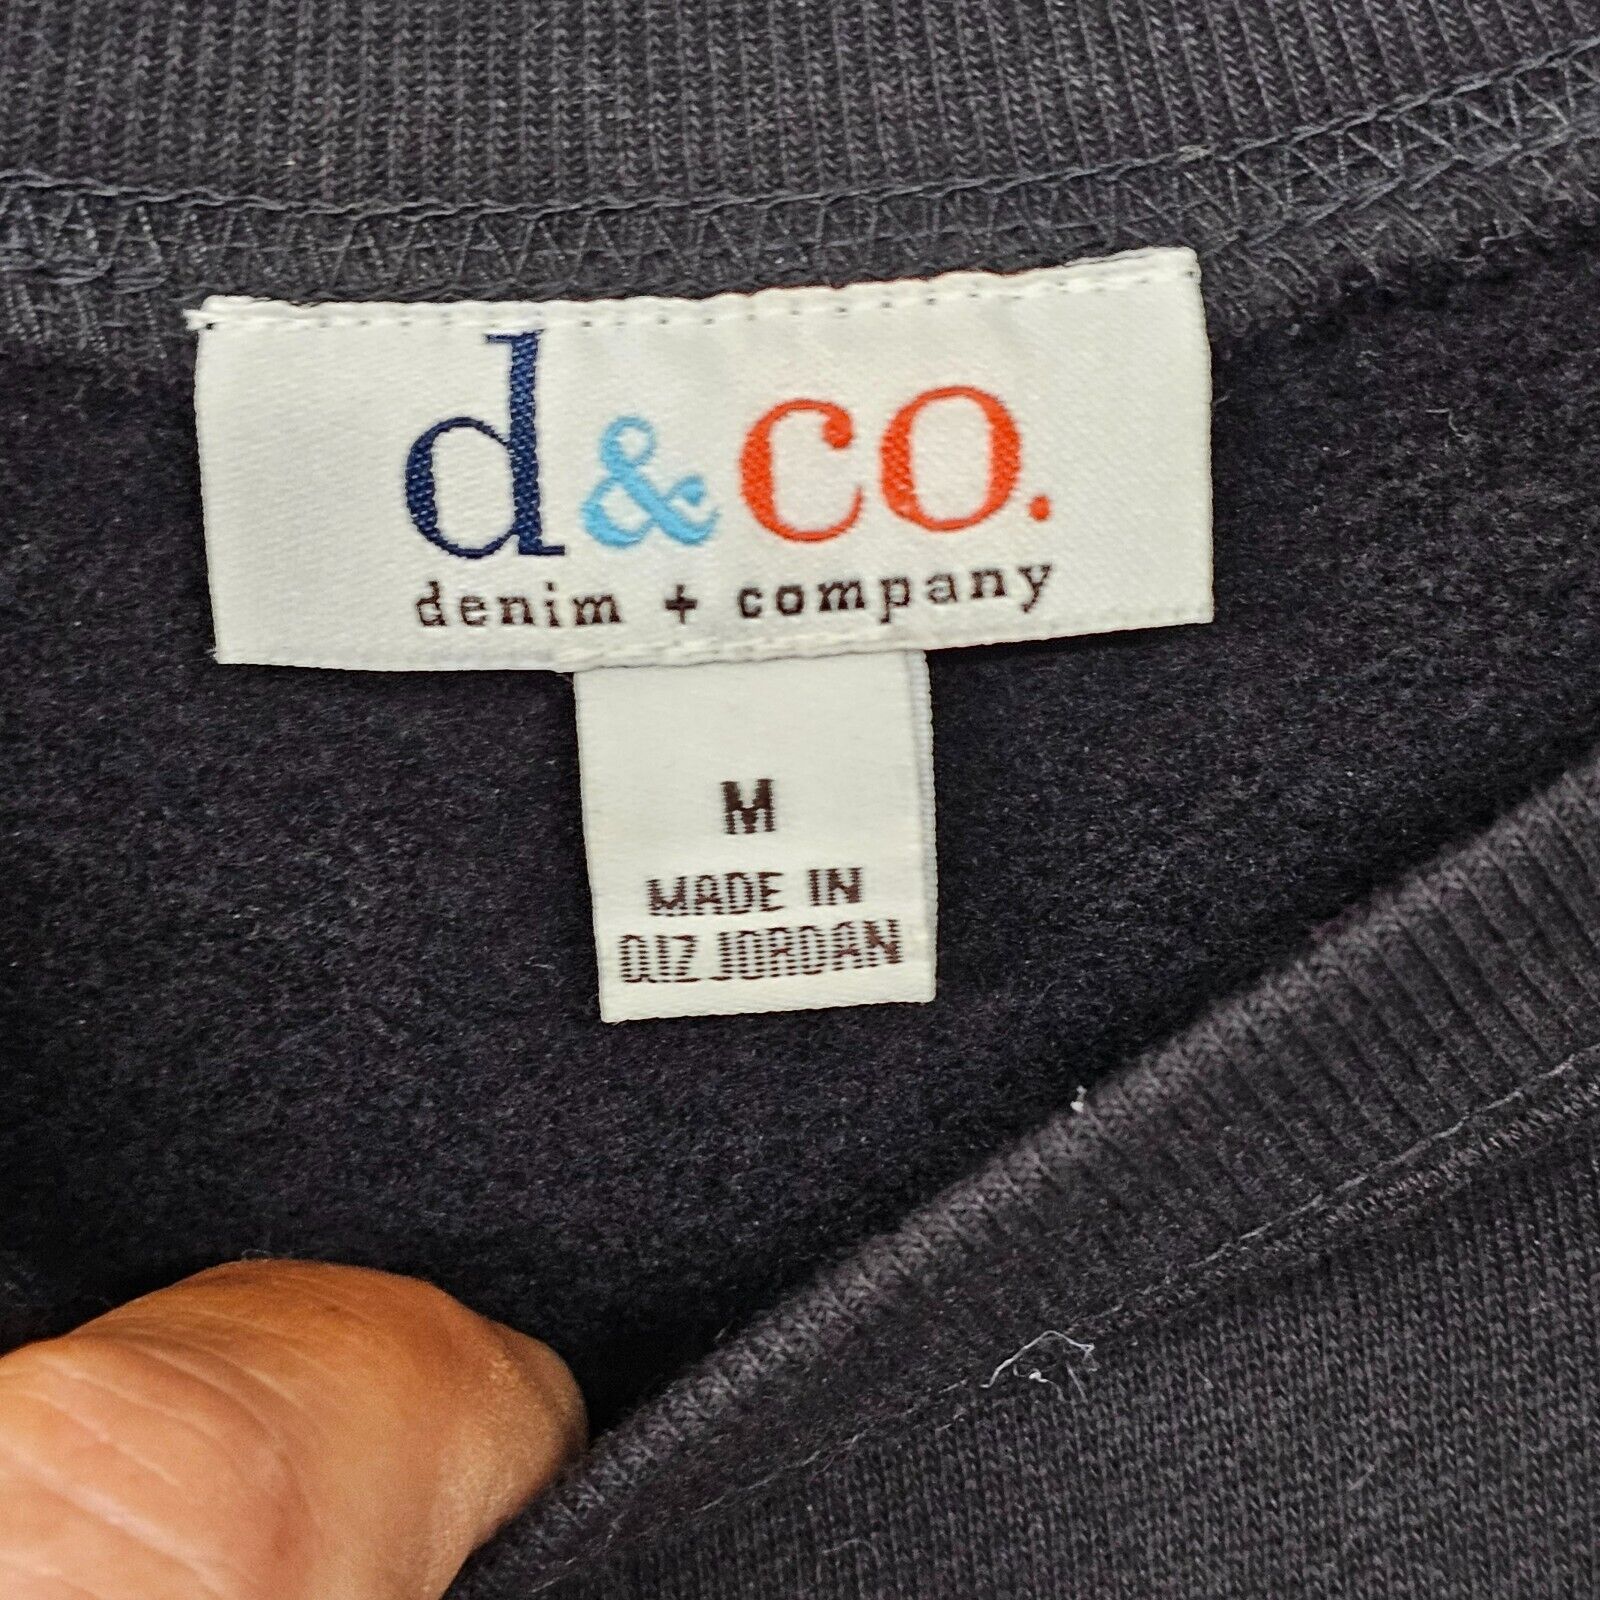 d&co.
denim + company
M
MADE IN
QIZ JORDAN